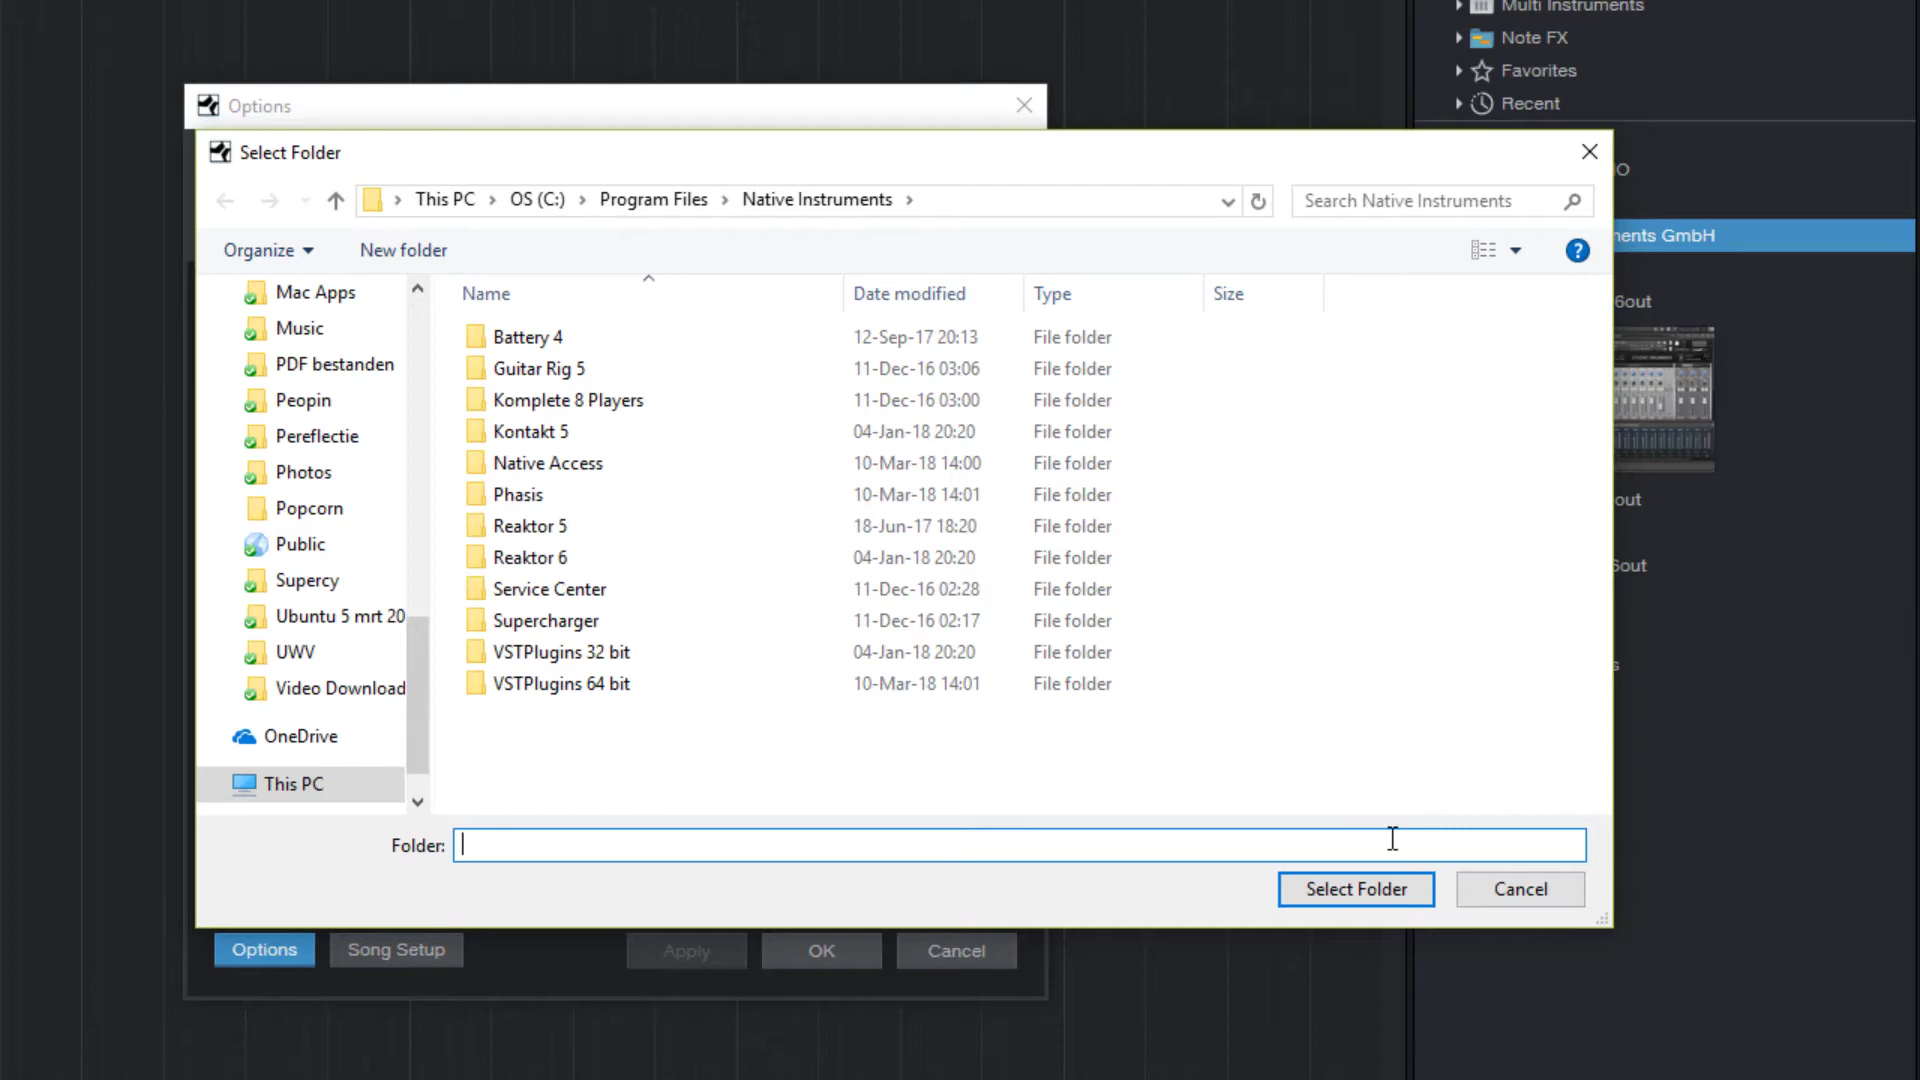 Multi Instruments
Note FX
Favorites
Recent
Options
Select Folder
This PC
OS (C:)
Program Files
Native Instruments
Search Native Instruments
Organize
New folder
Name
Date modified
Type
Size
Mac Apps
Music
PDF bestanden
Peopin
Pereflectie
Photos
Popcorn
Public
Supercy
Ubuntu 5 mrt 20
UWV
Video Download
OneDrive
This PC
Battery 4 12-Sep-17 20:13 File folder
Guitar Rig 5 11-Dec-16 03:06 File folder
Komplete 8 Players 11-Dec-16 03:00 File folder
Kontakt 5 04-Jan-18 20:20 File folder
Native Access 10-Mar-18 14:00 File folder
Phasis 10-Mar-18 14:01 File folder
Reaktor 5 18-Jun-17 18:20 File folder
Reaktor 6 04-Jan-18 20:20 File folder
Service Center 11-Dec-16 02:28 File folder
Supercharger 11-Dec-16 02:17 File folder
VSTPlugins 32 bit 04-Jan-18 20:20 File folder
VSTPlugins 64 bit 10-Mar-18 14:01 File folder
Folder:
Select Folder
Cancel
Options
Song Setup
Apply
OK
Cancel
ments GmbH
6out
out
6out